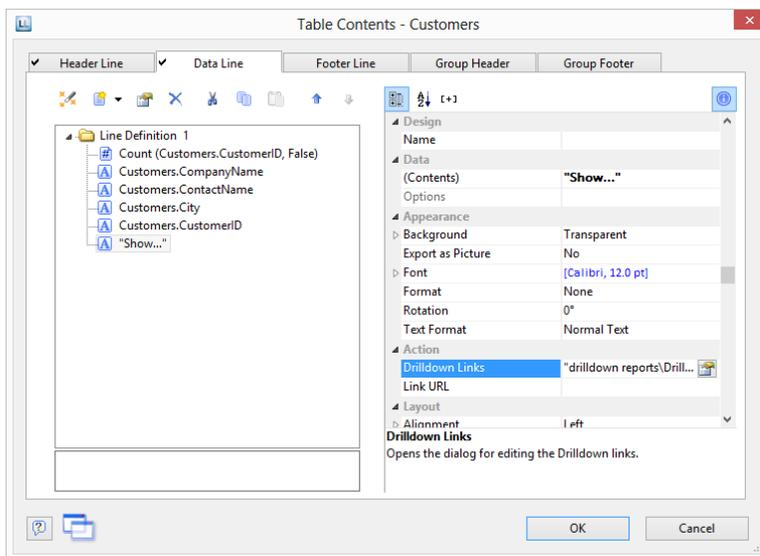 LL
Table Contents - Customers
Header Line
Data Line
Footer Line
Group Header
Group Footer
Line Definition 1
Count (Customers.CustomerID, False)
Customers.CompanyName
Customers.ContactName
Customers.City
Customers.CustomerID
"Show..."
Design
Name
Data
(Contents) "Show..."
Options
Appearance
Background Transparent
Export as Picture No
Font [Calibri, 12.0 pt]
Format None
Rotation 0°
Text Format Normal Text
Action
Drilldown Links "drilldown reports\Drill...
Link URL
Layout
Alignment Left
Drilldown Links
Opens the dialog for editing the Drilldown links.
OK
Cancel